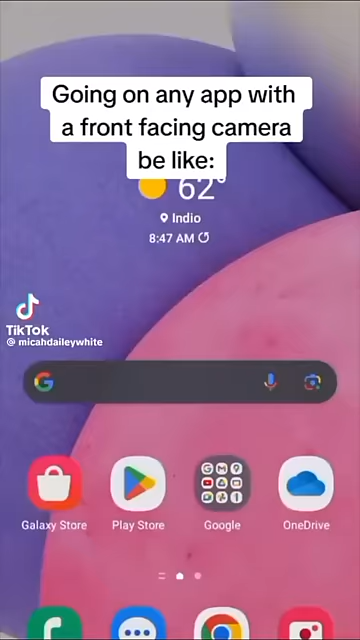 Going on any app with
a front facing camera
be like:
62°
Indio
8:47 AM
TikTok
@ micahdaileywhite
G
Galaxy Store
Play Store
Google
OneDrive